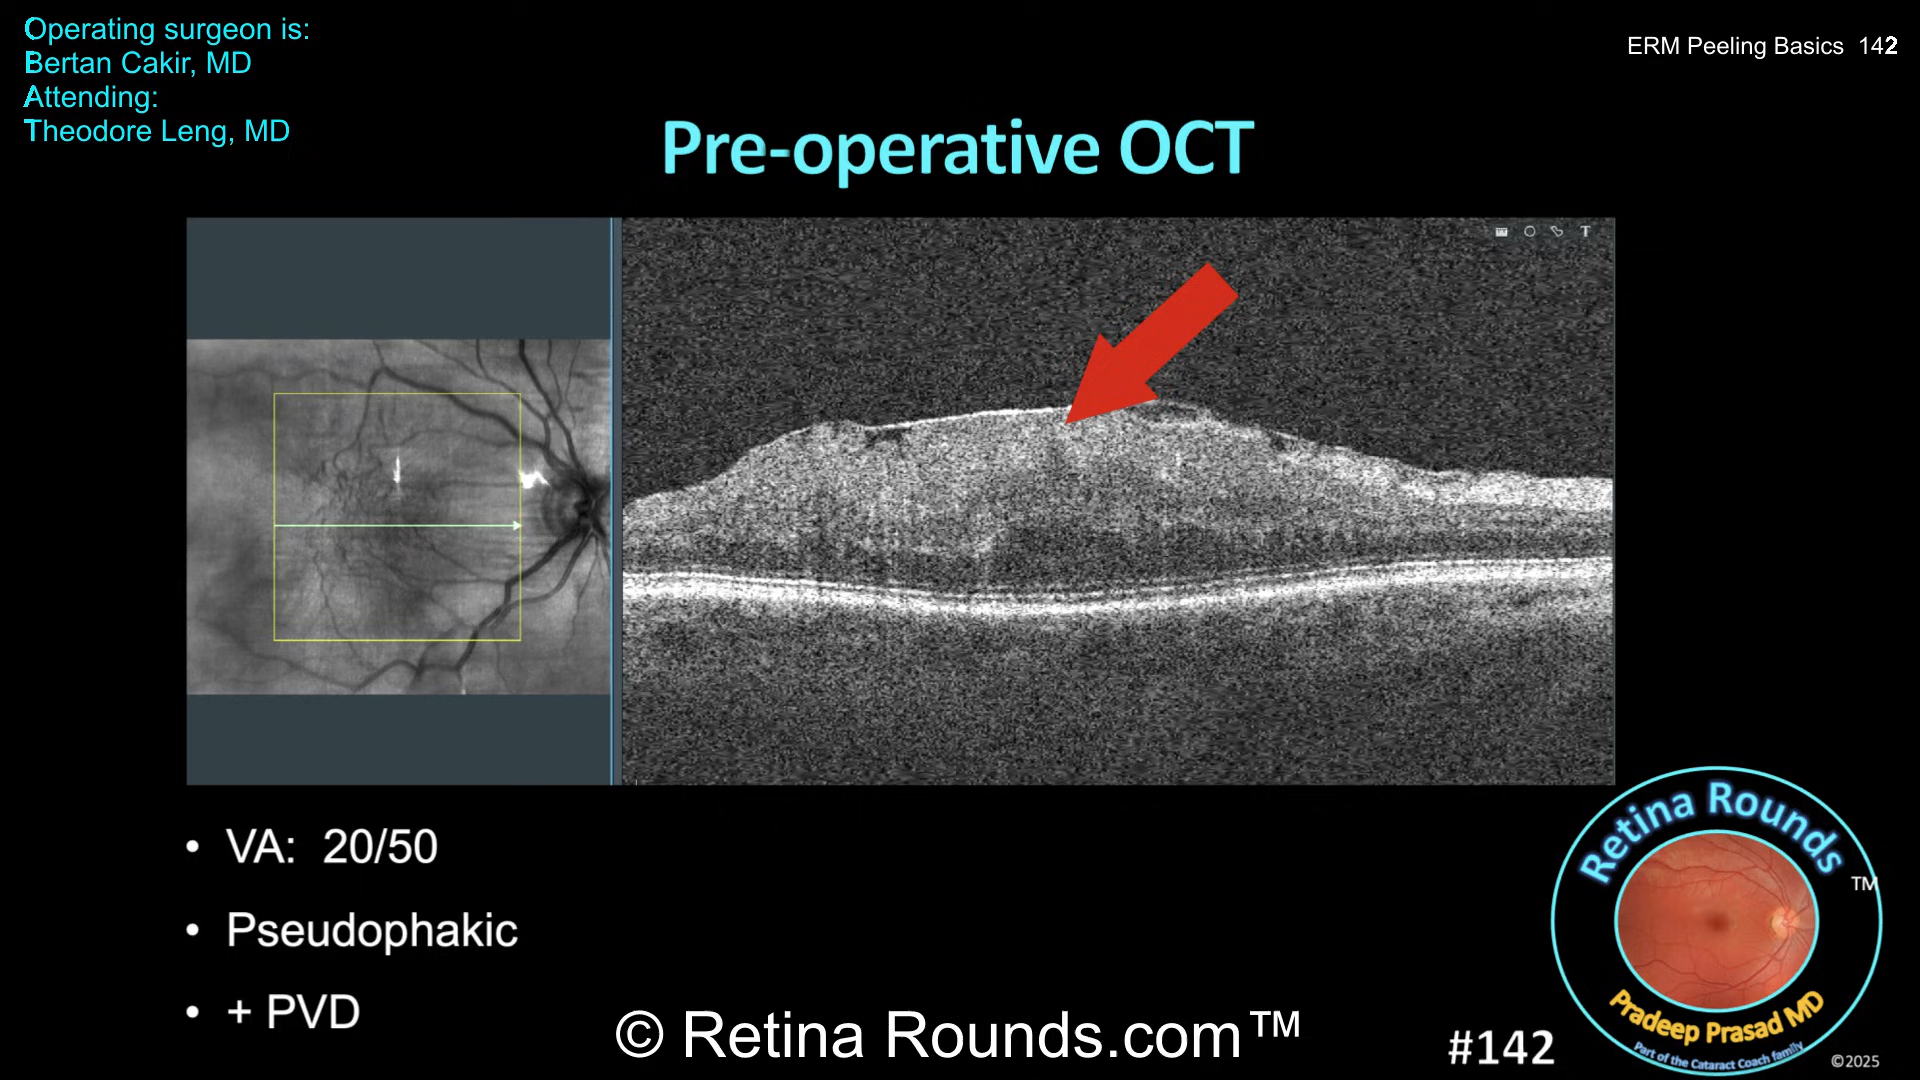 Operating surgeon is:
Bertan Cakir, MD
Attending:
Theodore Leng, MD
ERM Peeling Basics 142
Pre-operative OCT
T
• VA: 20/50
• Pseudophakic
• + PVD
© Retina Rounds.com™
#142
Retina Rounds
TM
Pradeep Prasad MD
Part of the Cataract Coach family
©2025